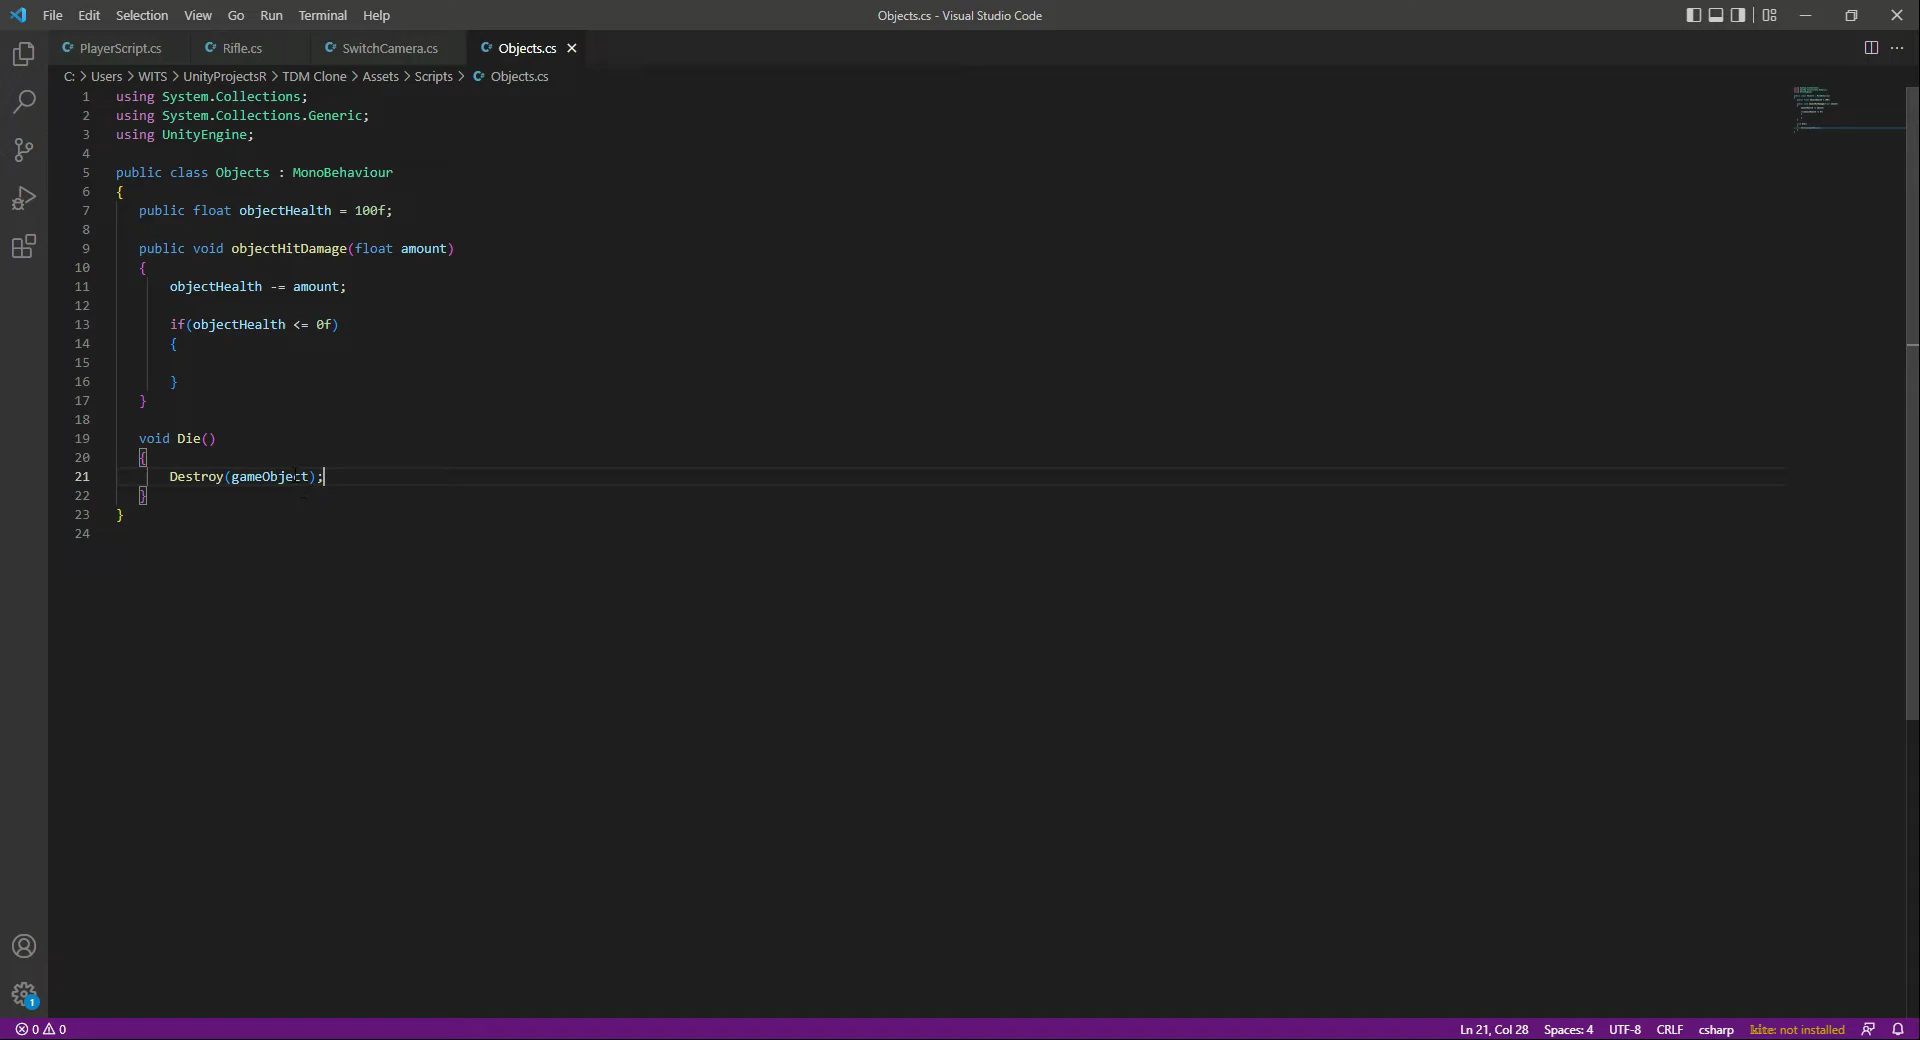 File Edit Selection View Go Run Terminal Help
Objects.cs - Visual Studio Code
PlayerScript.cs Rifle.cs SwitchCamera.cs Objects.cs
C: > Users > WITS > UnityProjectsR > TDM Clone > Assets > Scripts > Objects.cs
1 using System.Collections;
2 using System.Collections.Generic;
3 using UnityEngine;
4
5 public class Objects : MonoBehaviour
6 {
7 public float objectHealth = 100f;
8
9 public void objectHitDamage(float amount)
10 {
11 objectHealth -= amount;
12
13 if(objectHealth <= 0f)
14 {
15
16 }
17 }
18
19 void Die()
20 {
21 Destroy(gameObject);
22 }
23 }
24
1
0 0 Ln 21, Col 28 Spaces: 4 UTF-8 CRLF csharp kite: not installed